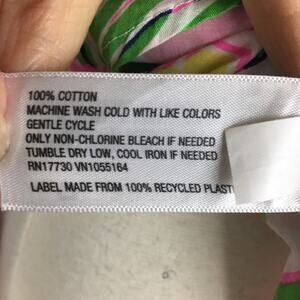 100% COTTON
MACHINE WASH COLD WITH LIKE COLORS
GENTLE CYCLE
ONLY NON-CHLORINE BLEACH IF NEEDED
TUMBLE DRY LOW, COOL IRON IF NEEDED
RN17730 VN1055164
LABEL MADE FROM 100% RECYCLED PLAST